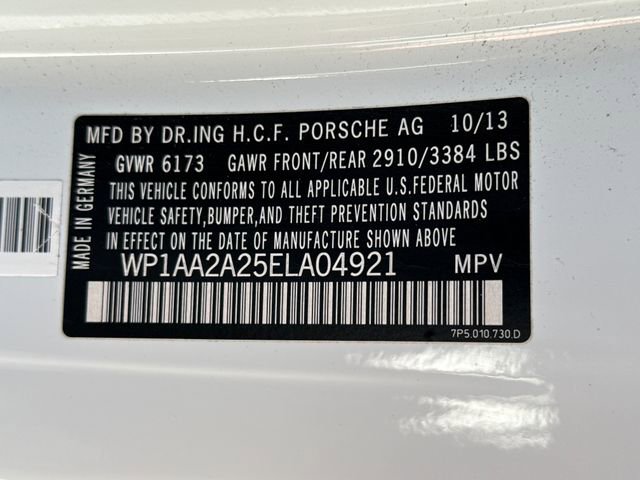 MFD BY DR.ING H.C.F. PORSCHE AG 10/13
GVWR 6173 GAWR FRONT/REAR 2910/3384 LBS
THIS VEHICLE CONFORMS TO ALL APPLICABLE U.S.FEDERAL MOTOR
VEHICLE SAFETY,BUMPER,AND THEFT PREVENTION STANDARDS
IN EFFECT ON THE DATE OF MANUFACTURE SHOWN ABOVE.
WP1AA2A25ELA04921 MPV
7P5.010.730.D
MADE IN GERMANY